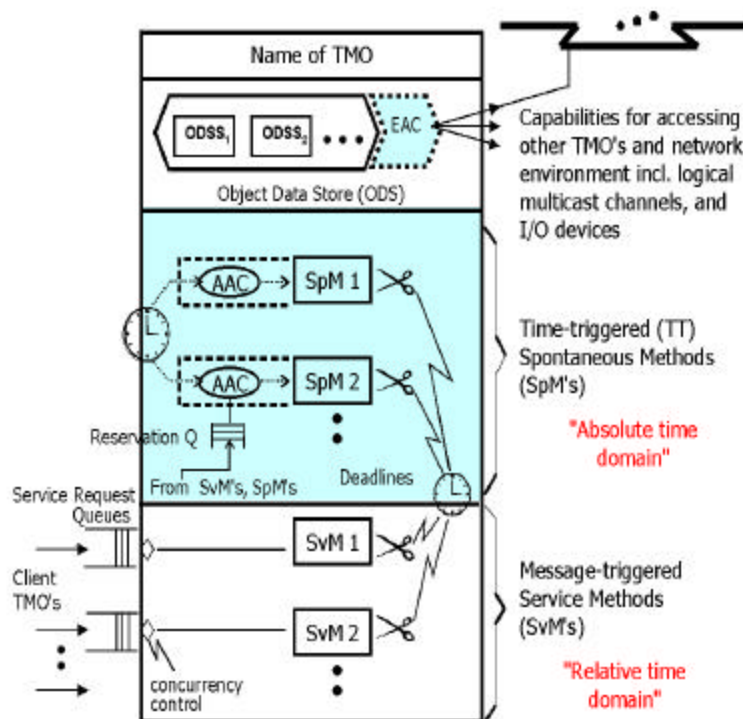 Name of TMO
ODSS1
ODSS2
EAC
Object Data Store (ODS)
Capabilities for accessing
other TMO's and network
environment incl. logical
multicast channels, and
I/O devices
AAC
SpM 1
AAC
SpM 2
Reservation Q
From SvM's, SpM's
Deadlines
Time-triggered (TT)
Spontaneous Methods
(SpM's)
"Absolute time
domain"
Service Request
Queues
Client
TMO's
SvM 1
SvM 2
concurrency
control
Message-triggered
Service Methods
(SvM's)
"Relative time
domain"